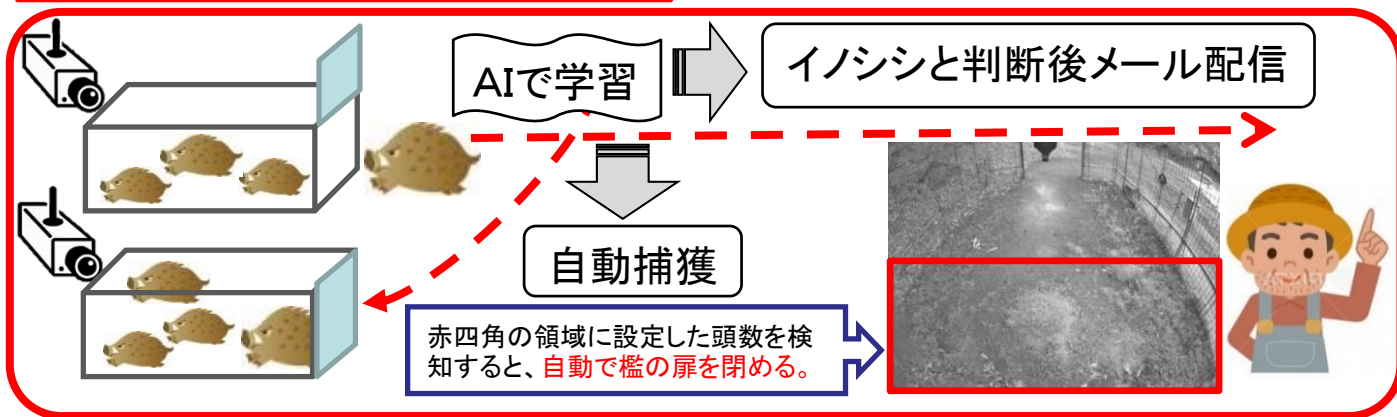 AIで学習
イノシシと判断後メール配信
自動捕獲
赤四角の領域に設定した頭数を検
知すると、自動で檻の扉を閉める。